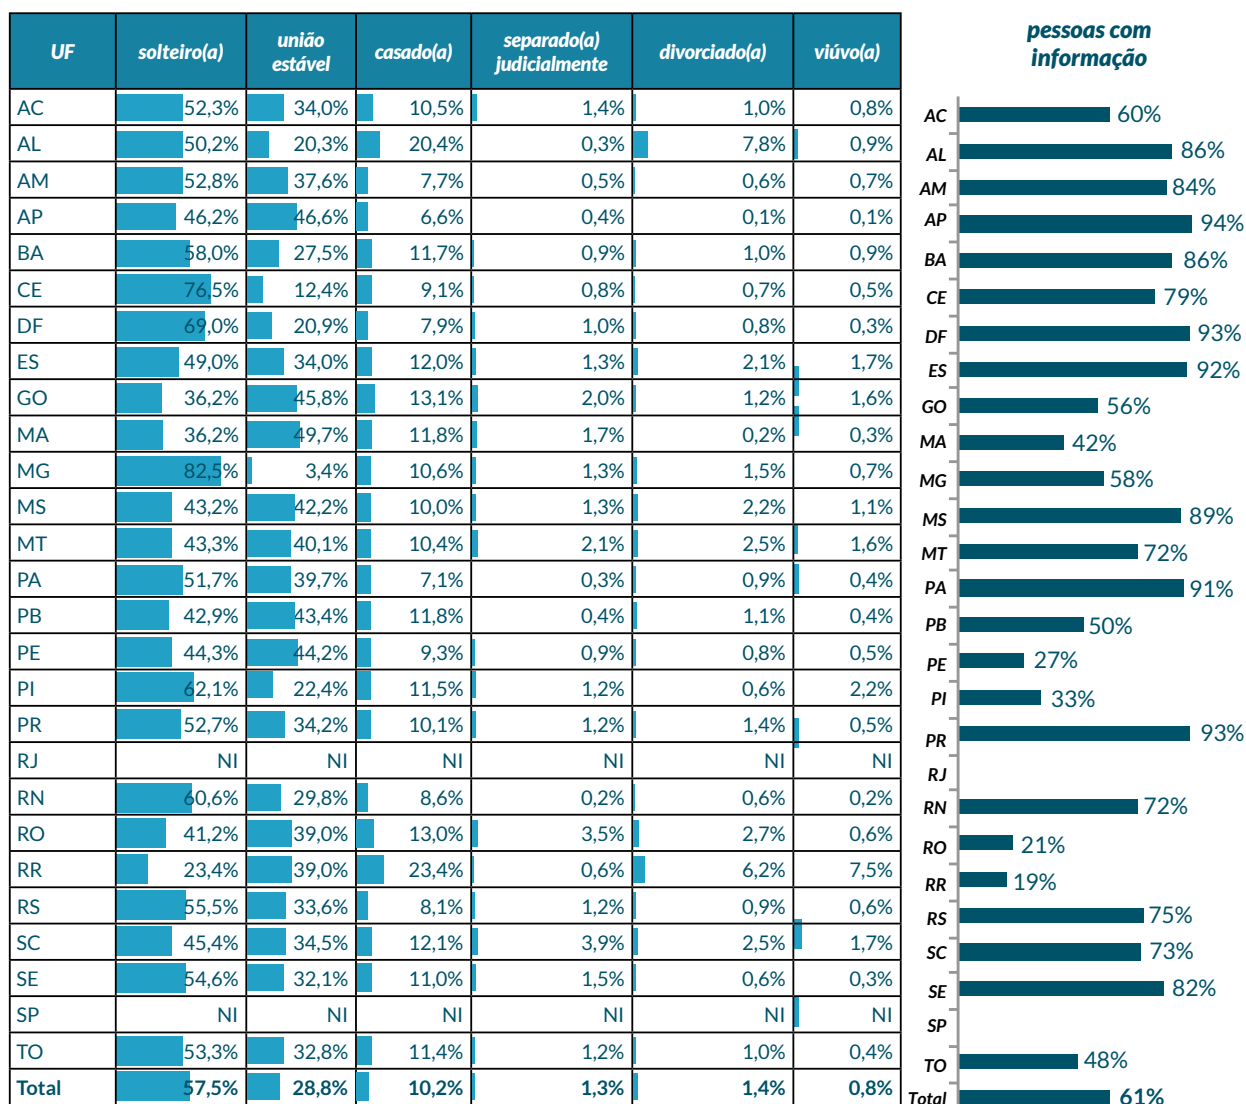 UF solteiro(a) união estável casado(a) separado(a) judicialmente divorciado(a) viúvo(a)
AC 52,3% 34,0% 10,5% 1,4% 1,0% 0,8%
AL 50,2% 20,3% 20,4% 0,3% 7,8% 0,9%
AM 52,8% 37,6% 7,7% 0,5% 0,6% 0,7%
AP 46,2% 46,6% 6,6% 0,4% 0,1% 0,1%
BA 58,0% 27,5% 11,7% 0,9% 1,0% 0,9%
CE 76,5% 12,4% 9,1% 0,8% 0,7% 0,5%
DF 69,0% 20,9% 7,9% 1,0% 0,8% 0,3%
ES 49,0% 34,0% 12,0% 1,3% 2,1% 1,7%
GO 36,2% 45,8% 13,1% 2,0% 1,2% 1,6%
MA 36,2% 49,7% 11,8% 1,7% 0,2% 0,3%
MG 82,5% 3,4% 10,6% 1,3% 1,5% 0,7%
MS 43,2% 42,2% 10,0% 1,3% 2,2% 1,1%
MT 43,3% 40,1% 10,4% 2,1% 2,5% 1,6%
PA 51,7% 39,7% 7,1% 0,3% 0,9% 0,4%
PB 42,9% 43,4% 11,8% 0,4% 1,1% 0,4%
PE 44,3% 44,2% 9,3% 0,9% 0,8% 0,5%
PI 62,1% 22,4% 11,5% 1,2% 0,6% 2,2%
PR 52,7% 34,2% 10,1% 1,2% 1,4% 0,5%
RJ NI NI NI NI NI NI
RN 60,6% 29,8% 8,6% 0,2% 0,6% 0,2%
RO 41,2% 39,0% 13,0% 3,5% 2,7% 0,6%
RR 23,4% 39,0% 23,4% 0,6% 6,2% 7,5%
RS 55,5% 33,6% 8,1% 1,2% 0,9% 0,6%
SC 45,4% 34,5% 12,1% 3,9% 2,5% 1,7%
SE 54,6% 32,1% 11,0% 1,5% 0,6% 0,3%
SP NI NI NI NI NI NI
TO 53,3% 32,8% 11,4% 1,2% 1,0% 0,4%
Total 57,5% 28,8% 10,2% 1,3% 1,4% 0,8%
pessoas com
informação
AC 60%
AL 86%
AM 84%
AP 94%
BA 86%
CE 79%
DF 93%
ES 92%
GO 56%
MA 42%
MG 58%
MS 89%
MT 72%
PA 91%
PB 50%
PE 27%
PI 33%
PR 93%
RJ
RN 72%
RO 21%
RR 19%
RS 75%
SC 73%
SE 82%
SP
TO 48%
Total 61%